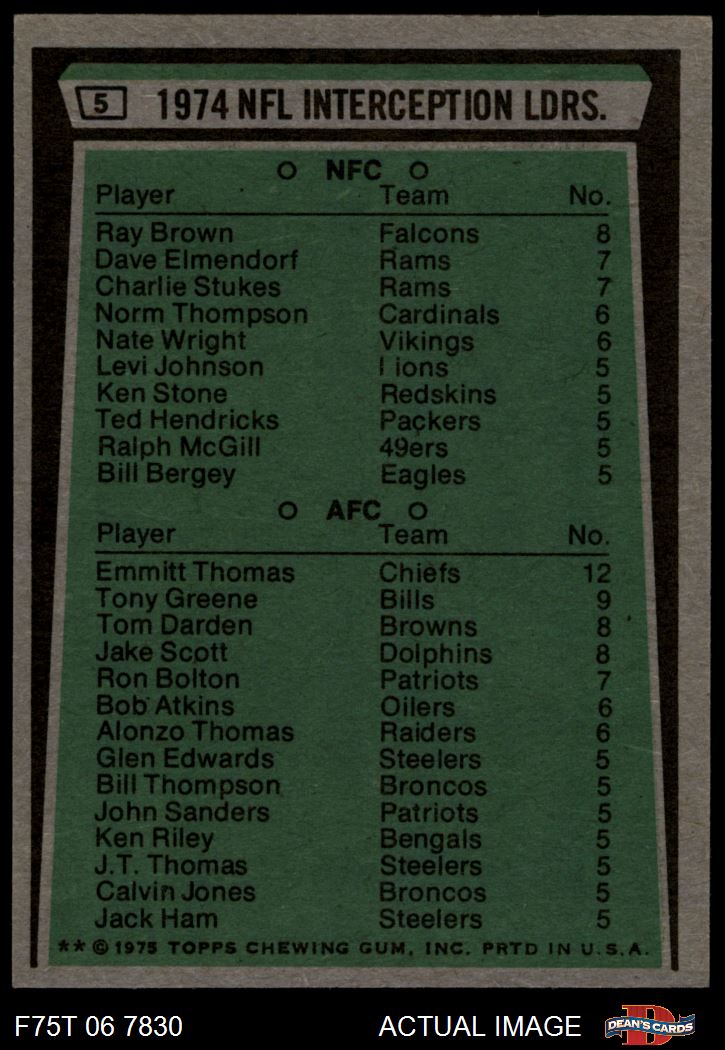 5 1974 NFL INTERCEPTION LDRS.
NFC
Player Team No.
Ray Brown Falcons 8
Dave Elmendorf Rams 7
Charlie Stukes Rams 7
Norm Thompson Cardinals 6
Nate Wright Vikings 6
Levi Johnson Lions 5
Ken Stone Redskins 5
Ted Hendricks Packers 5
Ralph McGill 49ers 5
Bill Bergey Eagles 5
AFC
Player Team No.
Emmitt Thomas Chiefs 12
Tony Greene Bills 9
Tom Darden Browns 8
Jake Scott Dolphins 8
Ron Bolton Patriots 7
Bob Atkins Oilers 6
Alonzo Thomas Raiders 6
Glen Edwards Steelers 5
Bill Thompson Broncos 5
John Sanders Patriots 5
Ken Riley Bengals 5
J.T. Thomas Steelers 5
Calvin Jones Broncos 5
Jack Ham Steelers 5
** © 1975 TOPPS CHEWING GUM, INC. PRTD IN U.S.A.
F75T 06 7830 ACTUAL IMAGE DEAN'S CARDS